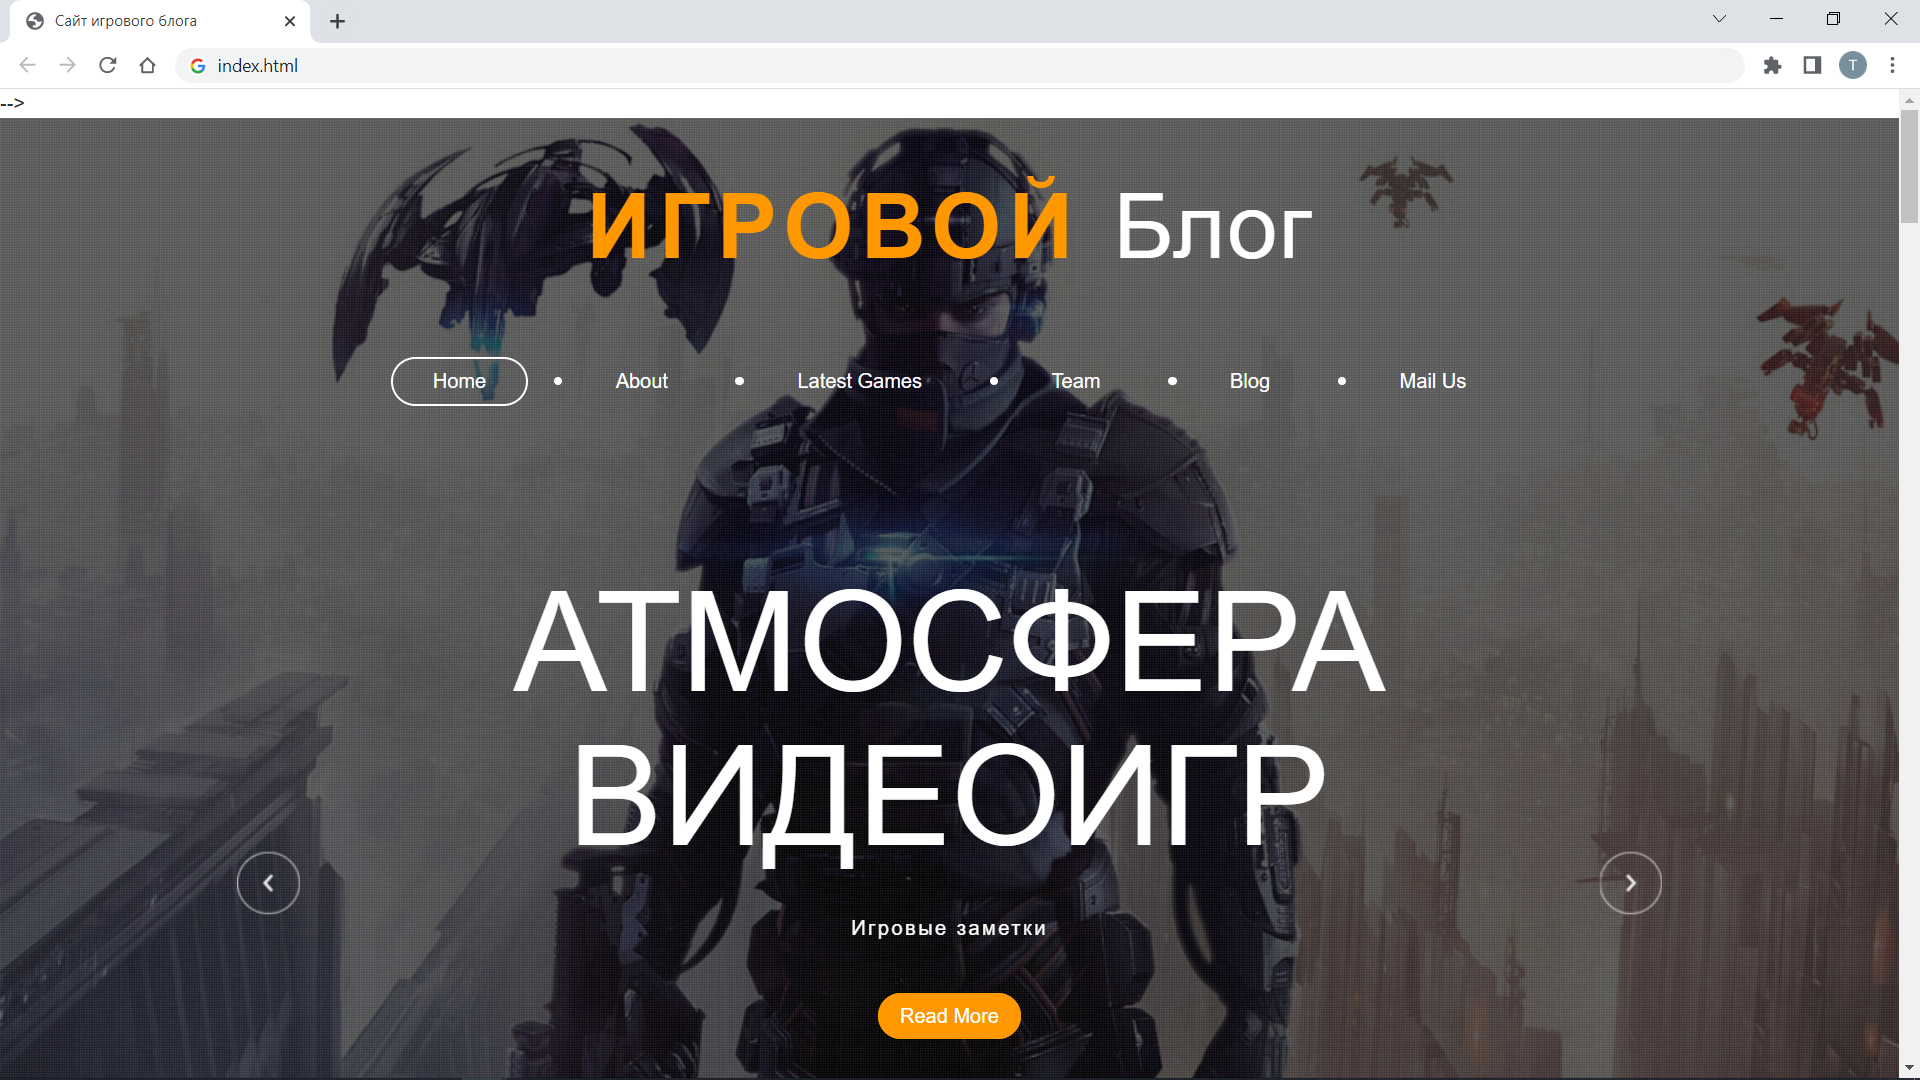 Сайт игрового блога
index.html
T
-->
ИГРОВОЙ Блог
Home • About • Latest Games • Team • Blog • Mail Us
АТМОСФЕРА
ВИДЕОИГР
Игровые заметки
Read More